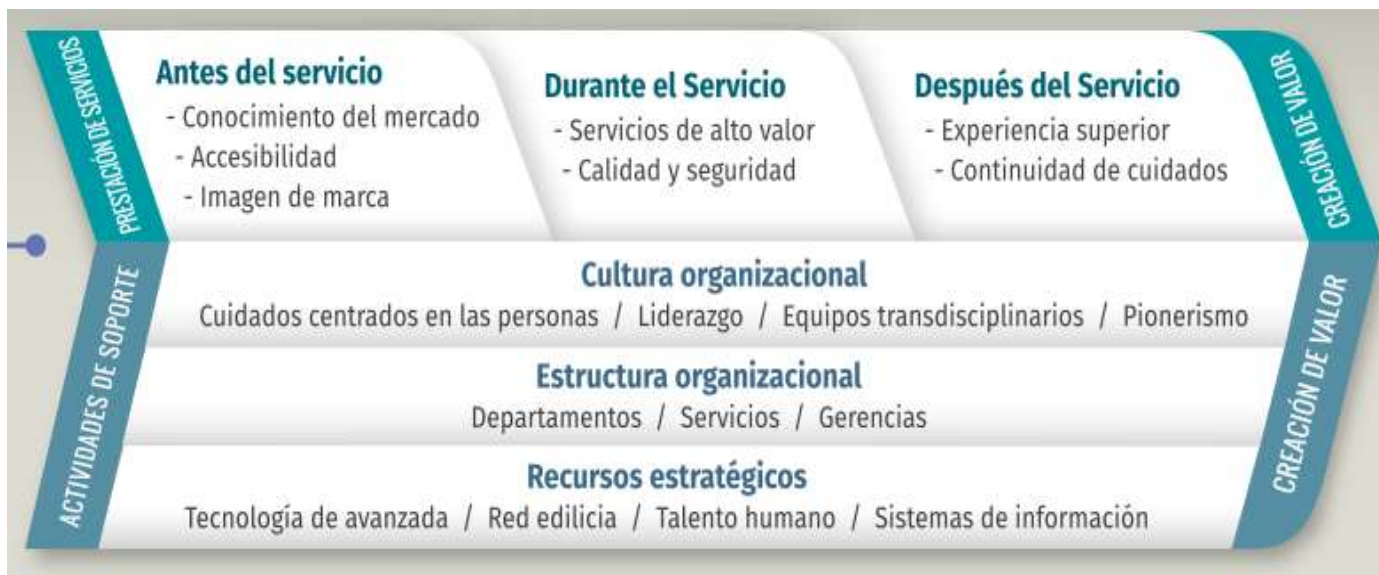 PRESTACIÓN DE SERVICIOS
Antes del servicio
- Conocimiento del mercado
- Accesibilidad
- Imagen de marca
Durante el Servicio
- Servicios de alto valor
- Calidad y seguridad
Después del Servicio
- Experiencia superior
- Continuidad de cuidados
CREACIÓN DE VALOR
ACTIVIDADES DE SOPORTE
Cultura organizacional
Cuidados centrados en las personas / Liderazgo / Equipos transdisciplinarios / Pionerismo
Estructura organizacional
Departamentos / Servicios / Gerencias
Recursos estratégicos
Tecnología de avanzada / Red edilicia / Talento humano / Sistemas de información
CREACIÓN DE VALOR